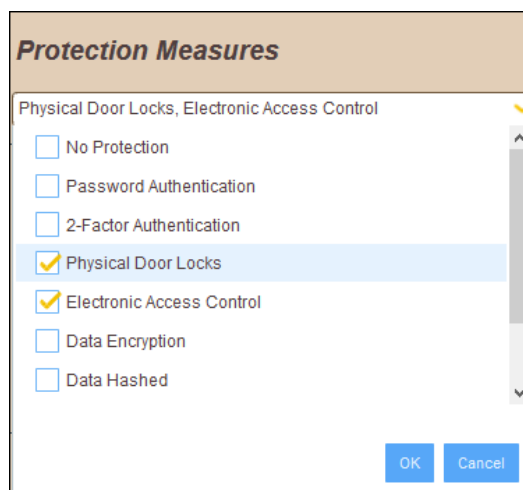 Protection Measures
Physical Door Locks, Electronic Access Control
No Protection
Password Authentication
2-Factor Authentication
Physical Door Locks
Electronic Access Control
Data Encryption
Data Hashed
OK Cancel